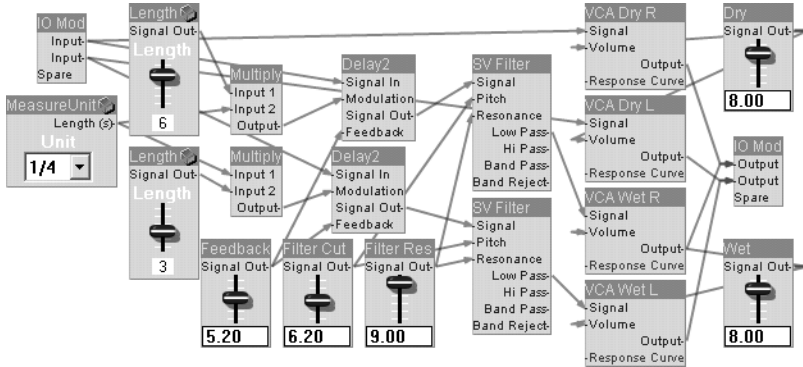 IO Mod
Input
Input
Spare
MeasureUnit
Length (s)
Unit
1/4
Length
Signal Out
Length
6
Length
Signal Out
Length
3
Multiply
Input 1
Input 2
Output
Multiply
Input 1
Input 2
Output
Feedback
Signal Out
5.20
Filter Cut
Signal Out
6.20
Filter Res
Signal Out
9.00
Delay2
Signal In
Modulation
Signal Out
Feedback
Delay2
Signal In
Modulation
Signal Out
Feedback
SV Filter
Signal
Pitch
Resonance
Low Pass
Hi Pass
Band Pass
Band Reject
SV Filter
Signal
Pitch
Resonance
Low Pass
Hi Pass
Band Pass
Band Reject
VCA Dry R
Signal
Volume
Output
Response Curve
VCA Dry L
Signal
Volume
Output
Response Curve
VCA Wet R
Signal
Volume
Output
Response Curve
VCA Wet L
Signal
Volume
Output
Response Curve
Dry
Signal Out
8.00
IO Mod
Output
Output
Spare
Wet
Signal Out
8.00